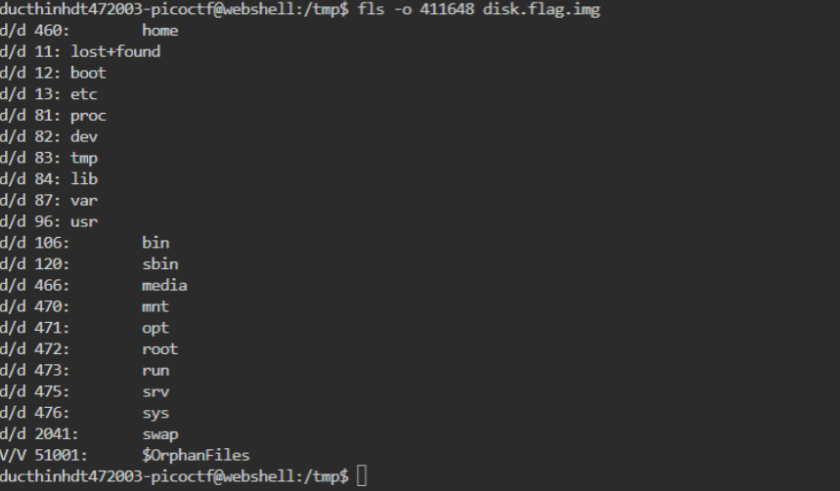 ducthinhdt472003-picoctf@webshell:/tmp$ fls -o 411648 disk.flag.img
d/d 460:        home
d/d 11: lost+found
d/d 12: boot
d/d 13: etc
d/d 81: proc
d/d 82: dev
d/d 83: tmp
d/d 84: lib
d/d 87: var
d/d 96: usr
d/d 106:        bin
d/d 120:        sbin
d/d 466:        media
d/d 470:        mnt
d/d 471:        opt
d/d 472:        root
d/d 473:        run
d/d 475:        srv
d/d 476:        sys
d/d 2041:       swap
V/V 51001:      $OrphanFiles
ducthinhdt472003-picoctf@webshell:/tmp$